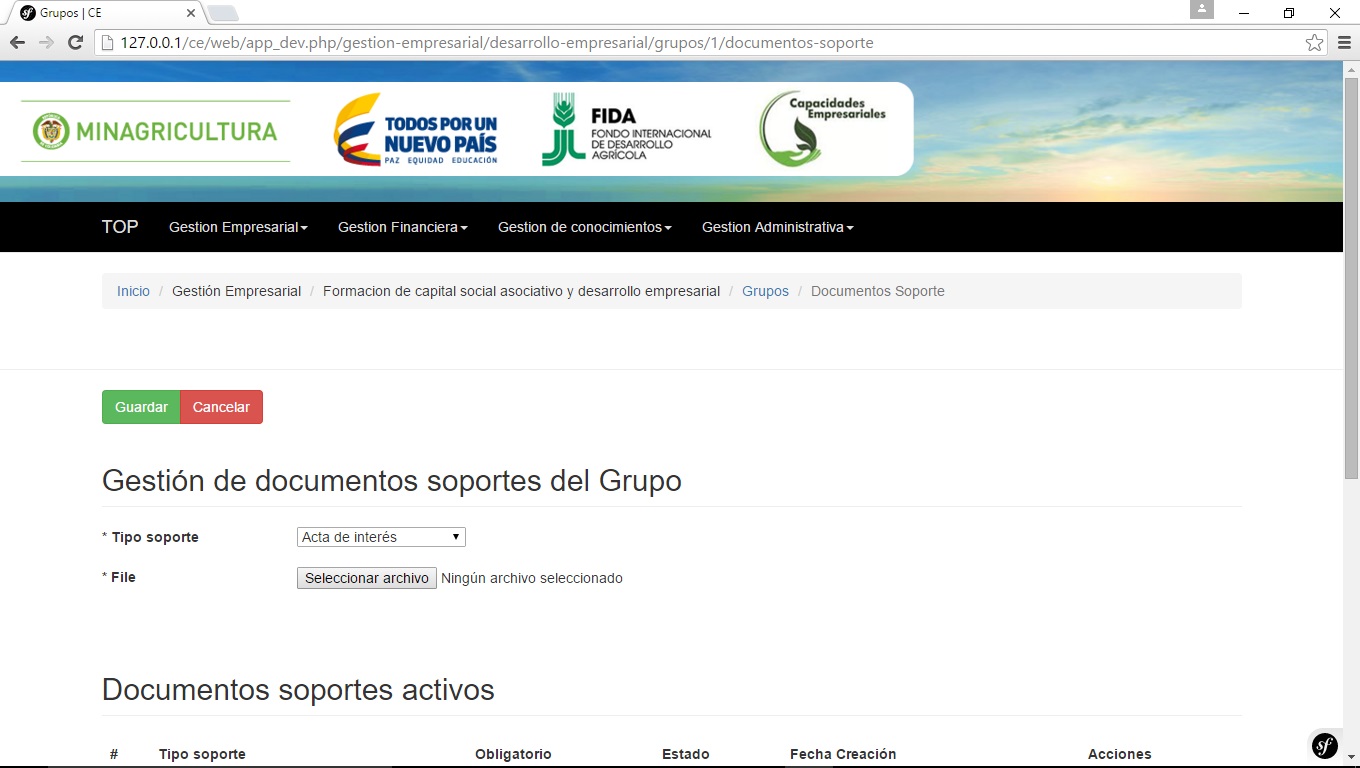 Grupos | CE
127.0.0.1/ce/web/app_dev.php/gestion-empresarial/desarrollo-empresarial/grupos/1/documentos-soporte
MINAGRICULTURA
TODOS POR UN
NUEVO PAÍS
PAZ EQUIDAD EDUCACIÓN
FIDA
FONDO INTERNACIONAL
DE DESARROLLO
AGRÍCOLA
Capacidades
Empresariales
TOP Gestion Empresarial Gestion Financiera Gestion de conocimientos Gestion Administrativa
Inicio / Gestión Empresarial / Formacion de capital social asociativo y desarrollo empresarial / Grupos / Documentos Soporte
Guardar Cancelar
Gestión de documentos soportes del Grupo
* Tipo soporte Acta de interés
* File Seleccionar archivo Ningún archivo seleccionado
Documentos soportes activos
# Tipo soporte Obligatorio Estado Fecha Creación Acciones
sf